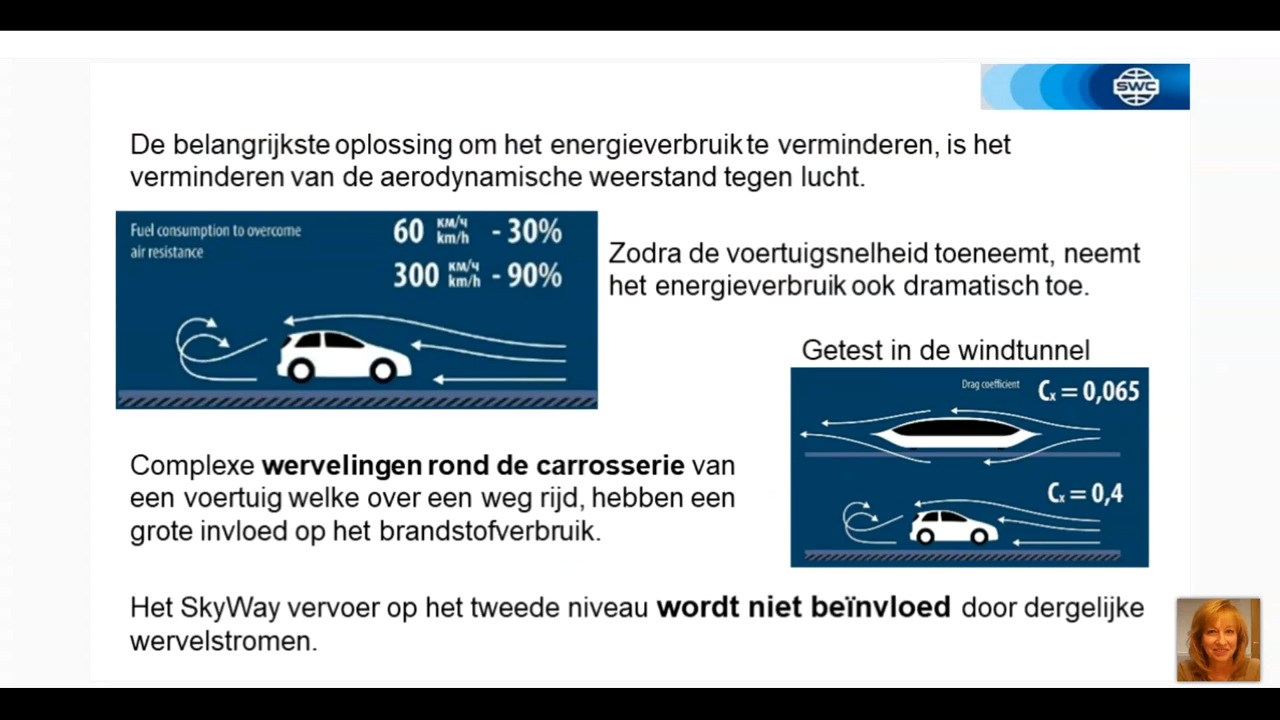 SWC
De belangrijkste oplossing om het energieverbruik te verminderen, is het
verminderen van de aerodynamische weerstand tegen lucht.
Fuel consumption to overcome
air resistance
60 км/ч km/h - 30%
300 км/ч km/h - 90%
Zodra de voertuigsnelheid toeneemt, neemt
het energieverbruik ook dramatisch toe.
Getest in de windtunnel
Drag coefficient Cx = 0,065
Cx = 0,4
Complexe wervelingen rond de carrosserie van
een voertuig welke over een weg rijd, hebben een
grote invloed op het brandstofverbruik.
Het SkyWay vervoer op het tweede niveau wordt niet beïnvloed door dergelijke
wervelstromen.